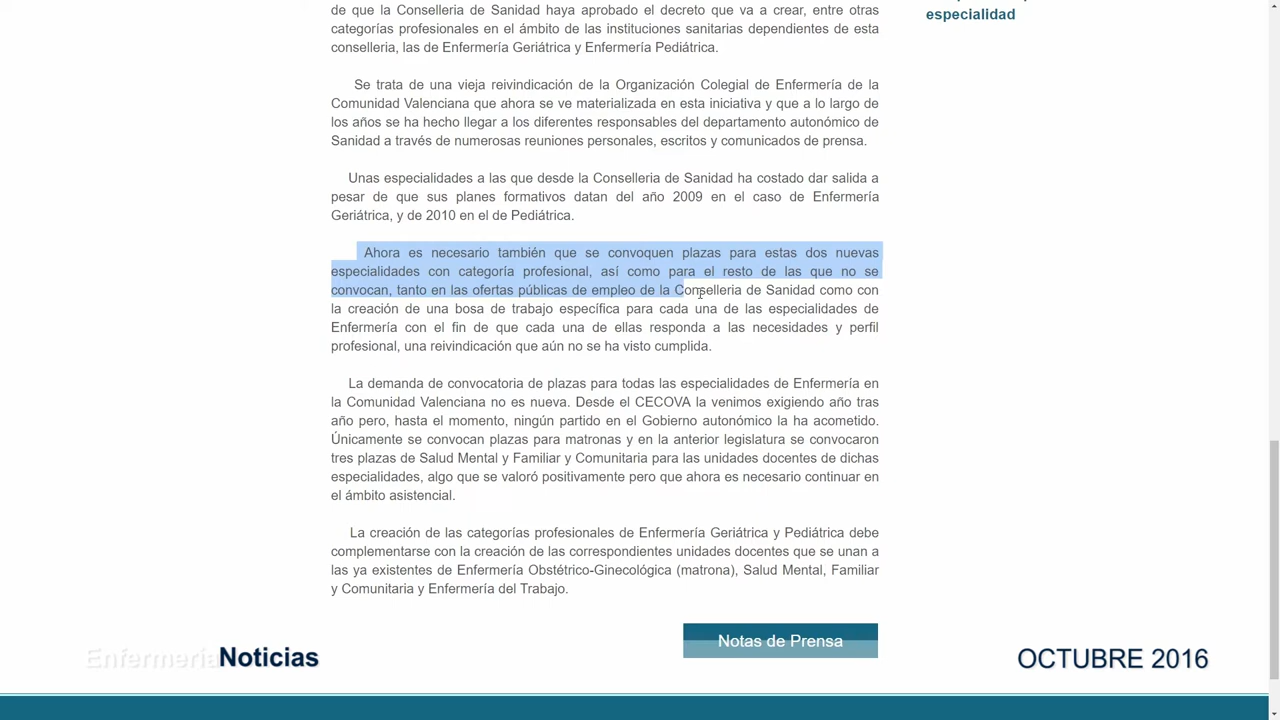 de que la Conselleria de Sanidad haya aprobado el decreto que va a crear, entre otras
categorías profesionales en el ámbito de las instituciones sanitarias dependientes de esta
conselleria, las de Enfermería Geriátrica y Enfermería Pediátrica.
especialidad
Se trata de una vieja reivindicación de la Organización Colegial de Enfermería de la
Comunidad Valenciana que ahora se ve materializada en esta iniciativa y que a lo largo de
los años se ha hecho llegar a los diferentes responsables del departamento autonómico de
Sanidad a través de numerosas reuniones personales, escritos y comunicados de prensa.
Unas especialidades a las que desde la Conselleria de Sanidad ha costado dar salida a
pesar de que sus planes formativos datan del año 2009 en el caso de Enfermería
Geriátrica, y de 2010 en el de Pediátrica.
Ahora es necesario también que se convoquen plazas para estas dos nuevas
especialidades con categoría profesional, así como para el resto de las que no se
convocan, tanto en las ofertas públicas de empleo de la Conselleria de Sanidad como con
la creación de una bosa de trabajo específica para cada una de las especialidades de
Enfermería con el fin de que cada una de ellas responda a las necesidades y perfil
profesional, una reivindicación que aún no se ha visto cumplida.
La demanda de convocatoria de plazas para todas las especialidades de Enfermería en
la Comunidad Valenciana no es nueva. Desde el CECOVA la venimos exigiendo año tras
año pero, hasta el momento, ningún partido en el Gobierno autonómico la ha acometido.
Únicamente se convocan plazas para matronas y en la anterior legislatura se convocaron
tres plazas de Salud Mental y Familiar y Comunitaria para las unidades docentes de dichas
especialidades, algo que se valoró positivamente pero que ahora es necesario continuar en
el ámbito asistencial.
La creación de las categorías profesionales de Enfermería Geriátrica y Pediátrica debe
complementarse con la creación de las correspondientes unidades docentes que se unan a
las ya existentes de Enfermería Obstétrico-Ginecológica (matrona), Salud Mental, Familiar
y Comunitaria y Enfermería del Trabajo.
Notas de Prensa
EnfermeríaNoticias
OCTUBRE 2016